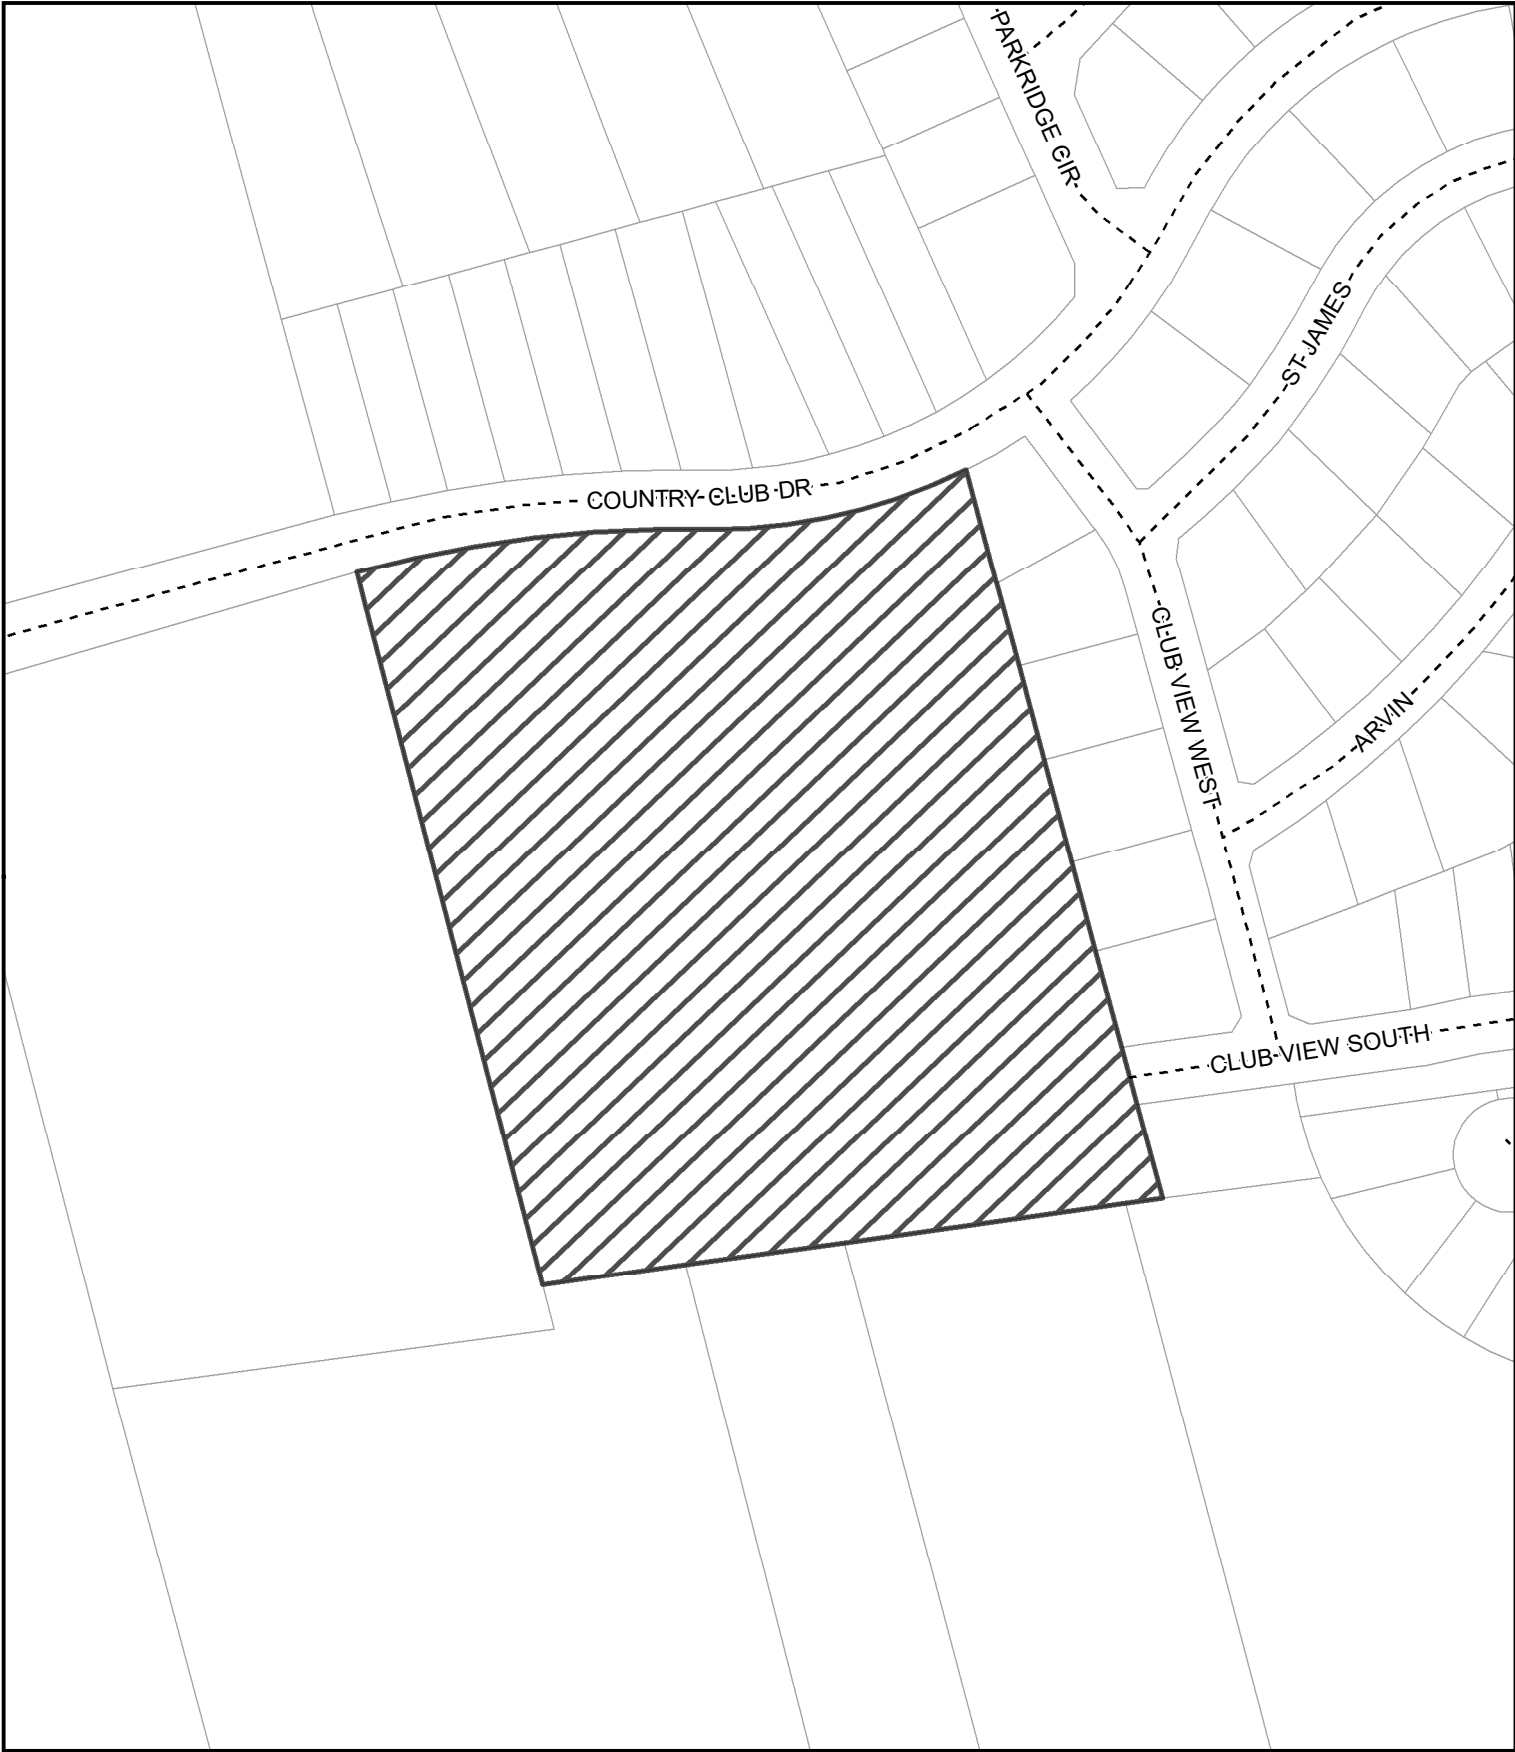 PARKRIDGE CIR
ST JAMES
COUNTRY CLUB DR
CLUB VIEW WEST
ARVIN
CLUB VIEW SOUTH